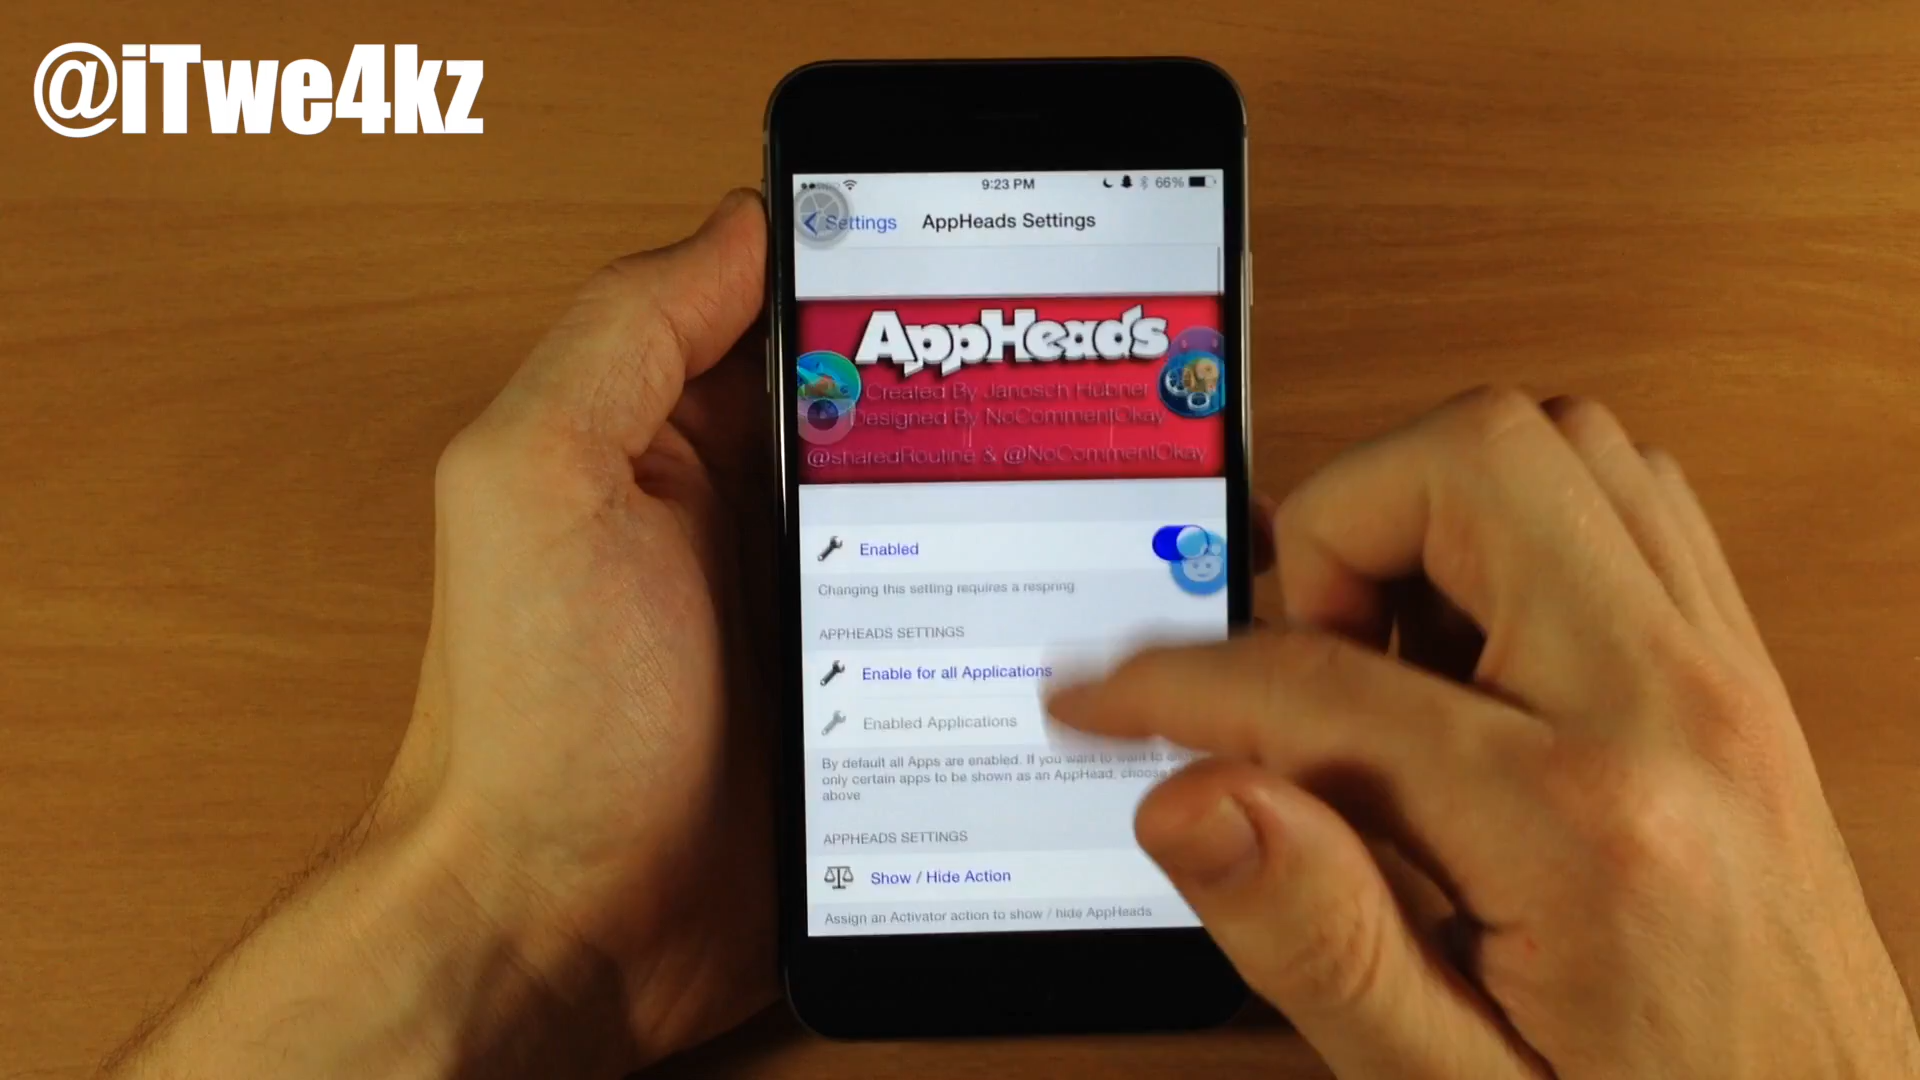 @iTwe4kz
9:23 PM
66%
Settings
AppHeads Settings
AppHeads
Created By Janosch Hübner
Designed By NoCommentOkay
@sharedRoutine & @NoCommentOkay
Enabled
Changing this setting requires a respring
APPHEADS SETTINGS
Enable for all Applications
Enabled Applications
By default all Apps are enabled. If you want to want to
only certain apps to be shown as an AppHead, choose
above
APPHEADS SETTINGS
Show / Hide Action
Assign an Activator action to show / hide AppHeads